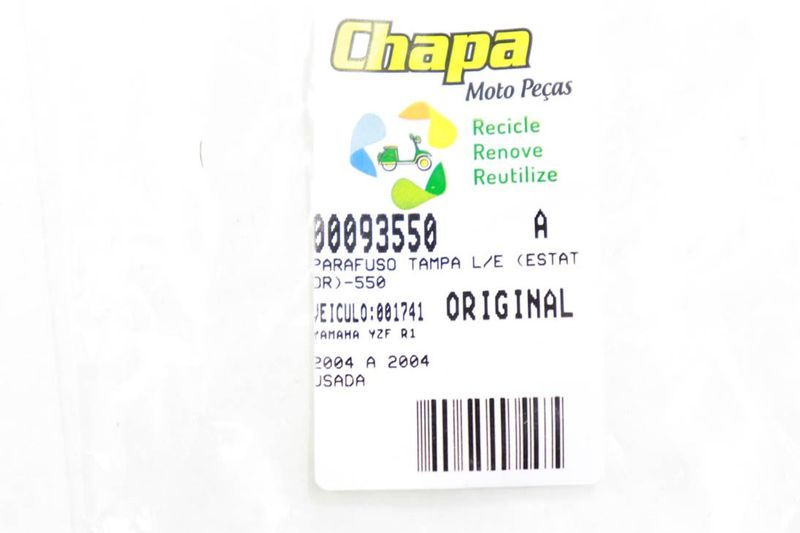 Chapa
Moto Peças
Recicle
Renove
Reutilize
00093550 A
PARAFUSO TAMPA L/E (ESTAT
OR)-550
VEICULO:001741 ORIGINAL
YAMAHA YZF R1
2004 A 2004
USADA